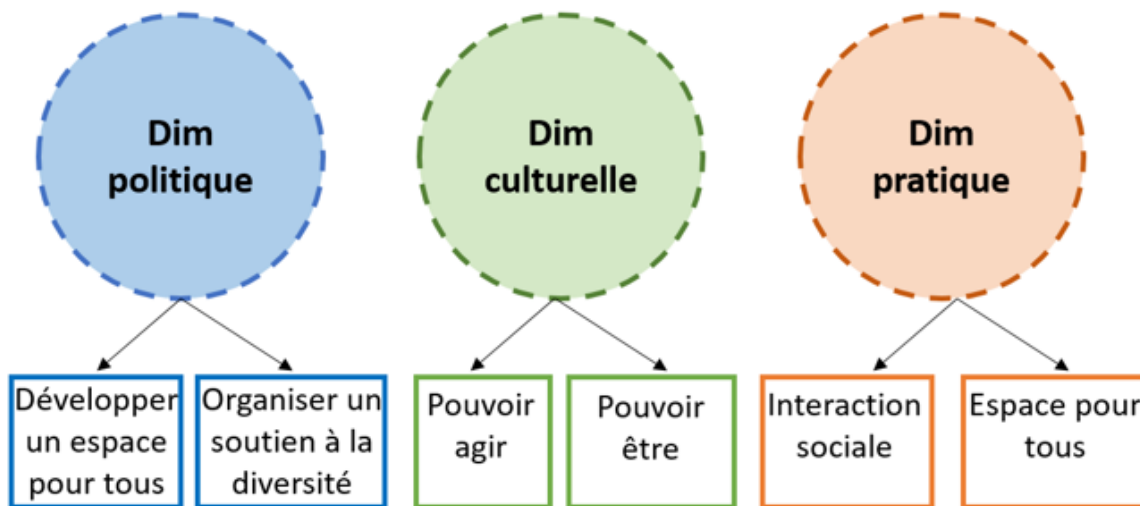 Dim
politique
Dim
culturelle
Dim
pratique
Développer
un espace
pour tous
Organiser un
soutien à la
diversité
Pouvoir
agir
Pouvoir
être
Interaction
sociale
Espace pour
tous